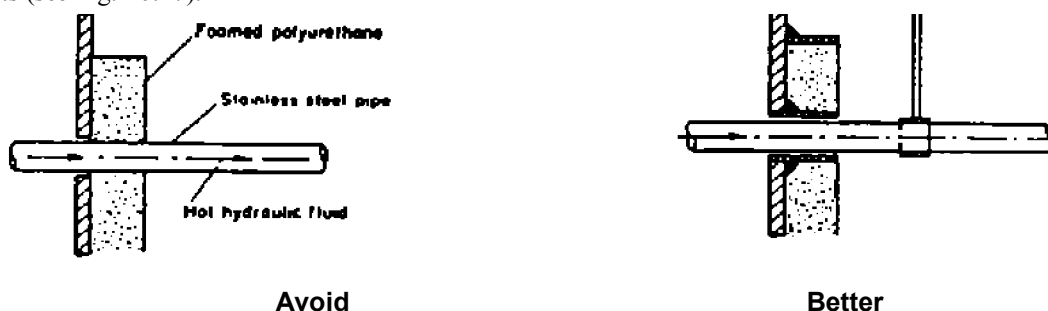 Foamed polyurethane
Stainless steel pipe
Hot hydraulic fluid
Avoid
Better